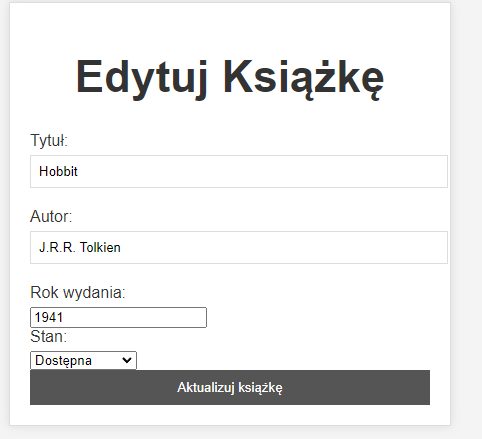 Edytuj Książkę
Tytuł:
Hobbit
Autor:
J.R.R. Tolkien
Rok wydania:
1941
Stan:
Dostępna
Aktualizuj książkę